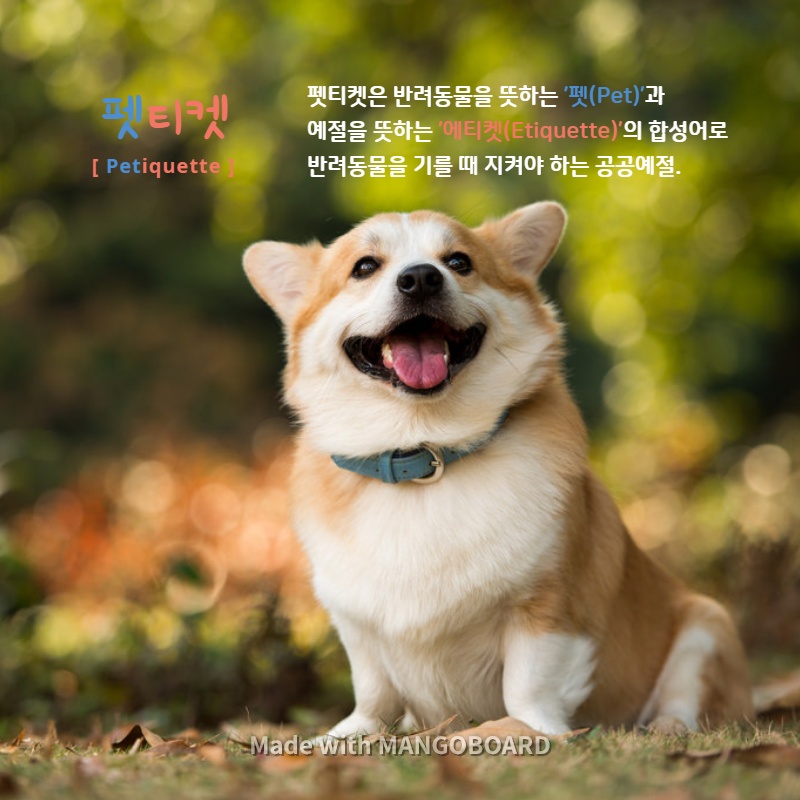 펫티켓
[ Petiquette ]
펫티켓은 반려동물을 뜻하는 '펫(Pet)'과
예절을 뜻하는 '에티켓(Etiquette)'의 합성어로
반려동물을 기를 때 지켜야 하는 공공예절.
Made with MANGOBOARD